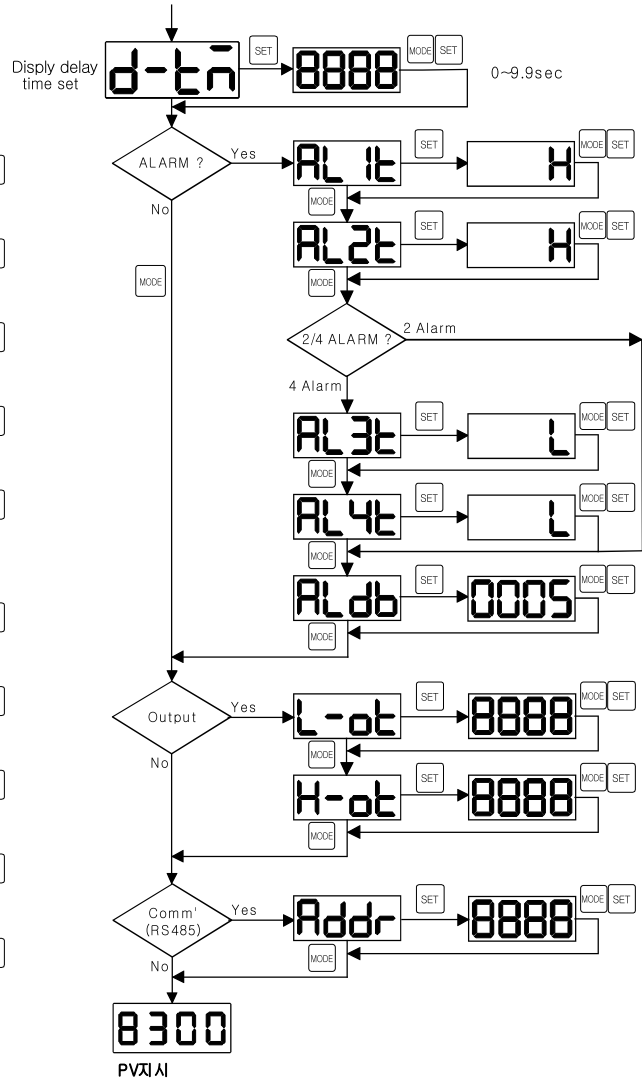 Disply delay
time set
d-tn
SET
8888
MODE SET
0~9.9sec
ALARM ?
Yes
AL1t
SET
H
MODE SET
No
MODE
AL2t
SET
H
MODE SET
MODE
MODE
2/4 ALARM ?
2 Alarm
4 Alarm
AL3t
SET
L
MODE SET
MODE
AL4t
SET
L
MODE SET
MODE
ALdb
SET
0005
MODE SET
MODE
Output
Yes
L-ot
SET
8888
MODE SET
No
MODE
H-ot
SET
8888
MODE SET
MODE
Comm'
(RS485)
Yes
Addr
SET
8888
MODE SET
No
MODE
8300
PV지시